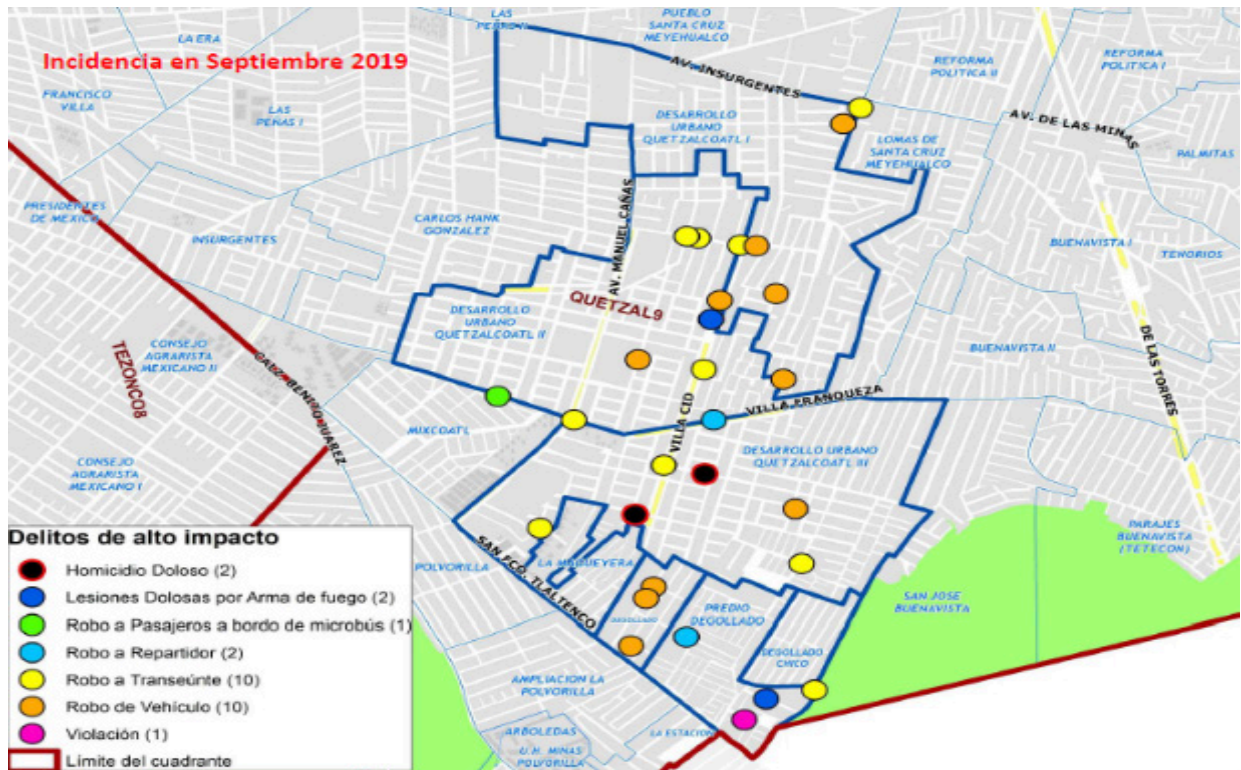 LAS
PEÑAS II
PUEBLO
SANTA CRUZ
MEYEHUALCO
LA ERA
Incidencia en Septiembre 2019
AV. INSURGENTES
REFORMA
POLITICA II
REFORMA
POLITICA I
FRANCISCO
VILLA
LAS
PEÑAS I
DESARROLLO
URBANO
QUETZALCOATL I
AV. DE LAS MINAS
LOMAS DE
SANTA CRUZ
MEYEHUALCO
PALMITAS
PRESIDENTES
DE MEXICO
INSURGENTES
CARLOS HANK
GONZALEZ
AV. MANUEL CAÑAS
BUENAVISTA I
TENORIOS
QUETZAL9
DESARROLLO
URBANO
QUETZALCOATL II
TEZONCO8
CONSEJO
AGRARISTA
MEXICANO II
CALZ. BENITO JUAREZ
BUENAVISTA II
DE LAS TORRES
VILLA FRANQUEZA
VILLA CID
MIXCOATL
CONSEJO
AGRARISTA
MEXICANO I
DESARROLLO URBANO
QUETZALCOATL III
PARAJES
BUENAVISTA
(TETECON)
Delitos de alto impacto
Homicidio Doloso (2)
Lesiones Dolosas por Arma de fuego (2)
Robo a Pasajeros a bordo de microbús (1)
Robo a Repartidor (2)
Robo a Transeúnte (10)
Robo de Vehículo (10)
Violación (1)
Límite del cuadrante
POLVORILLA
SAN FCO. TLALTENCO
LA MAGUEYERA
DEGOLLADO
PREDIO
DEGOLLADO
SAN JOSE
BUENAVISTA
DEGOLLADO
CHICO
AMPLIACION LA
POLVORILLA
ARBOLEDAS
LA ESTACION
U.H. MINAS
POLVORILLA